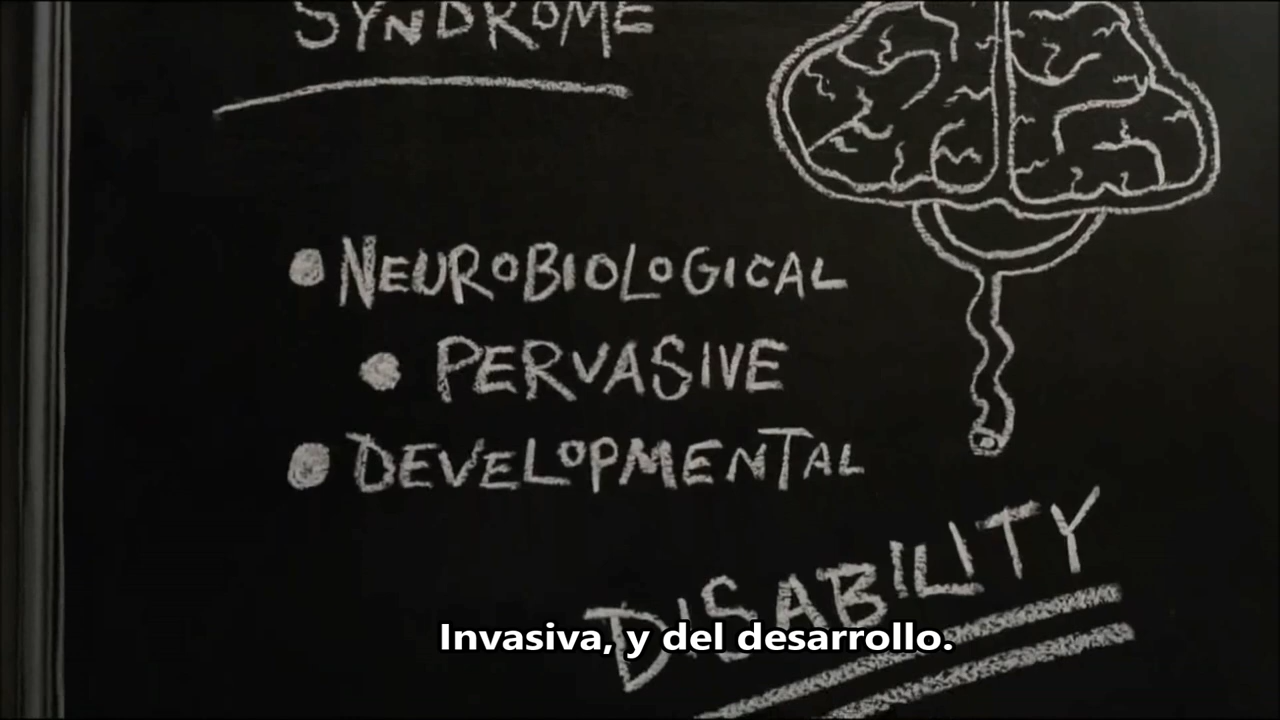 SYNDROME
• NEUROBIOLOGICAL
• PERVASIVE
• DEVELOPMENTAL
DISABILITY
Invasiva, y del desarrollo.